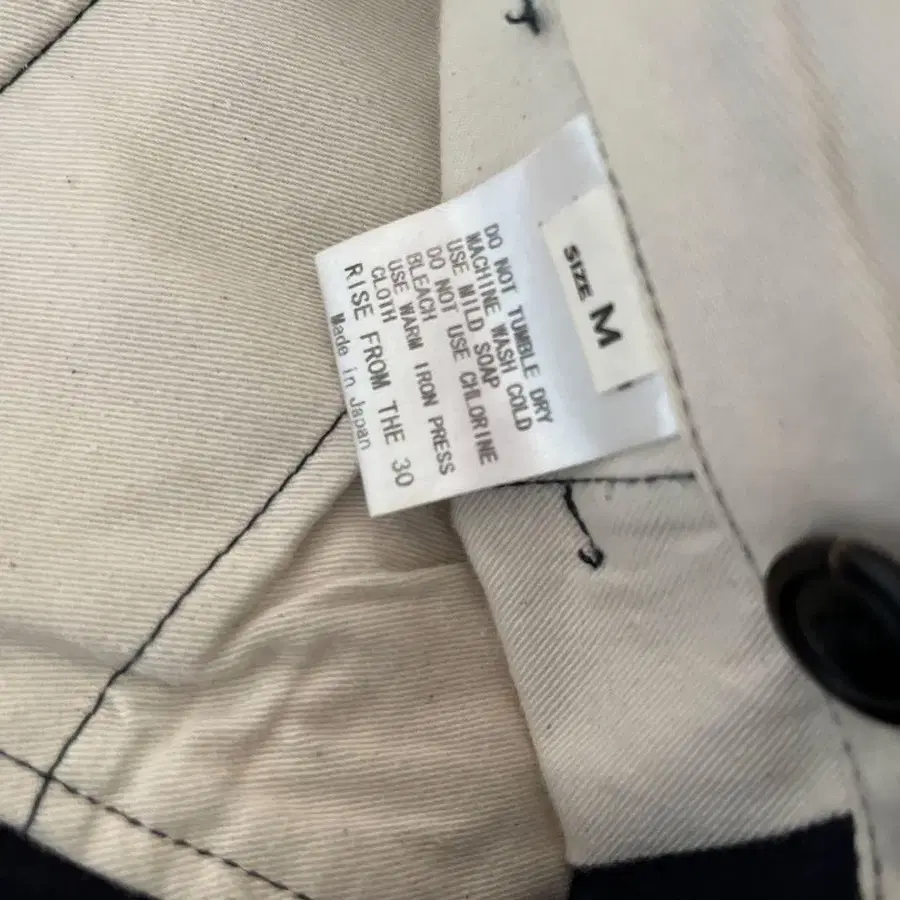 SIZE M
DO NOT TUMBLE DRY
MACHINE WASH COLD
USE MILD SOAP
DO NOT USE CHLORINE
BLEACH
USE WARM IRON PRESS
CLOTH
RISE FROM THE 30
Made in Japan